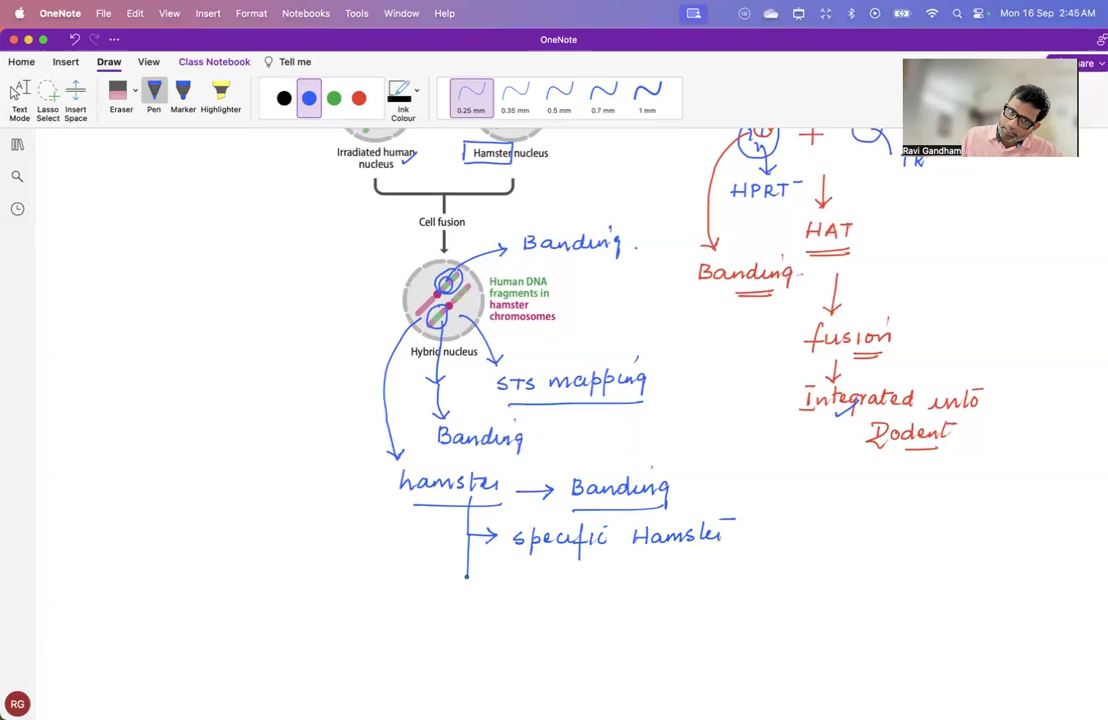 OneNote File Edit View Insert Format Notebooks Tools Window Help Mon 16 Sep 2:45 AM
OneNote
Home Insert Draw View Class Notebook Tell me
Share
Text Mode
Lasso Select
Insert Space
Eraser
Pen
Marker
Highlighter
Ink Colour
0.25 mm 0.35 mm 0.5 mm 0.7 mm 1 mm
Ravi Gandham
Irradiated human
nucleus
Hamster nucleus
Cell fusion
Banding.
Human DNA
fragments in
hamster
chromosomes
Hybrid nucleus
STS mapping
Banding
hamster → Banding
specific Hamster
+
HPRT⁻
HAT
Banding
fusion
Integrated into
Rodent
RG